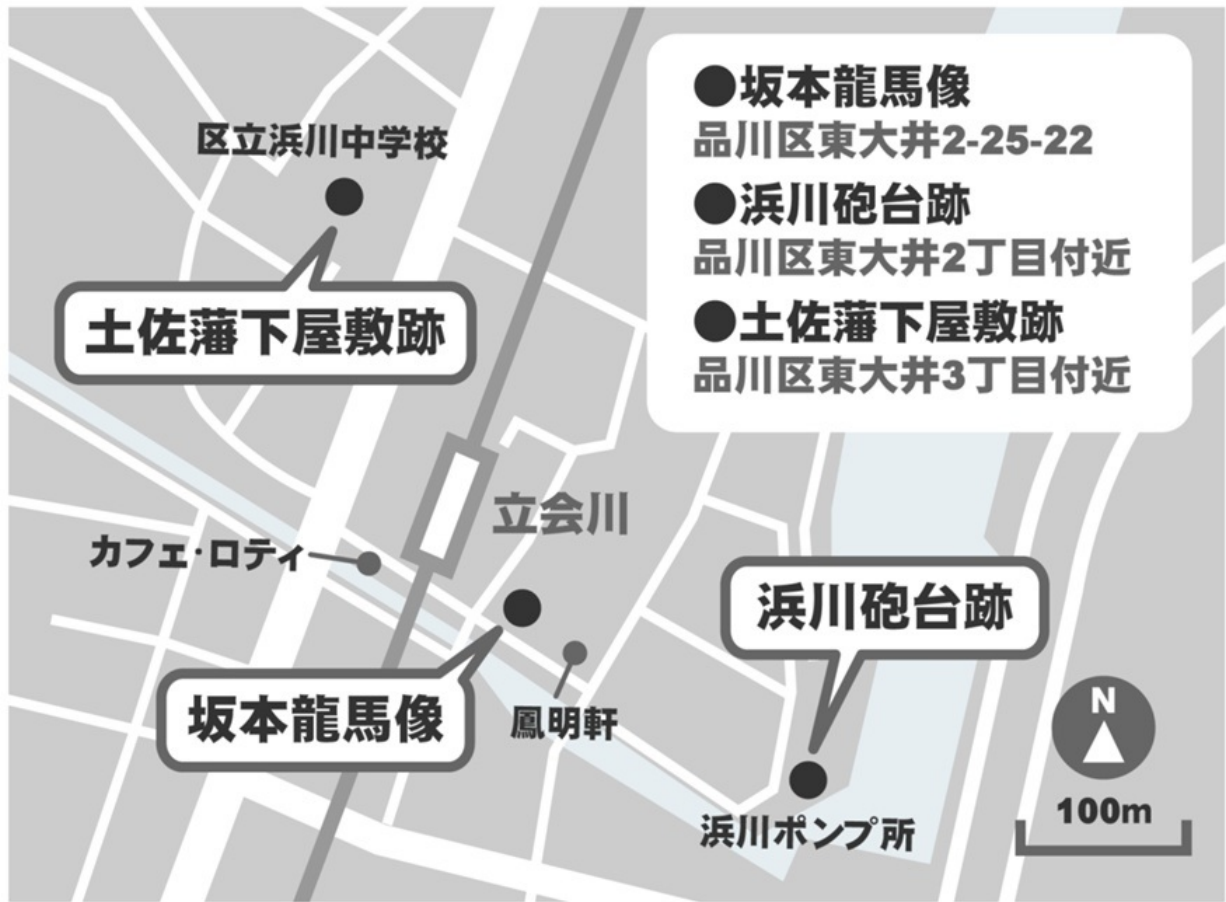 ●坂本龍馬像
品川区東大井2-25-22
●浜川砲台跡
品川区東大井2丁目付近
●土佐藩下屋敷跡
品川区東大井3丁目付近
区立浜川中学校
土佐藩下屋敷跡
立会川
カフェ・ロティ
浜川砲台跡
坂本龍馬像
鳳明軒
浜川ポンプ所
N
100m